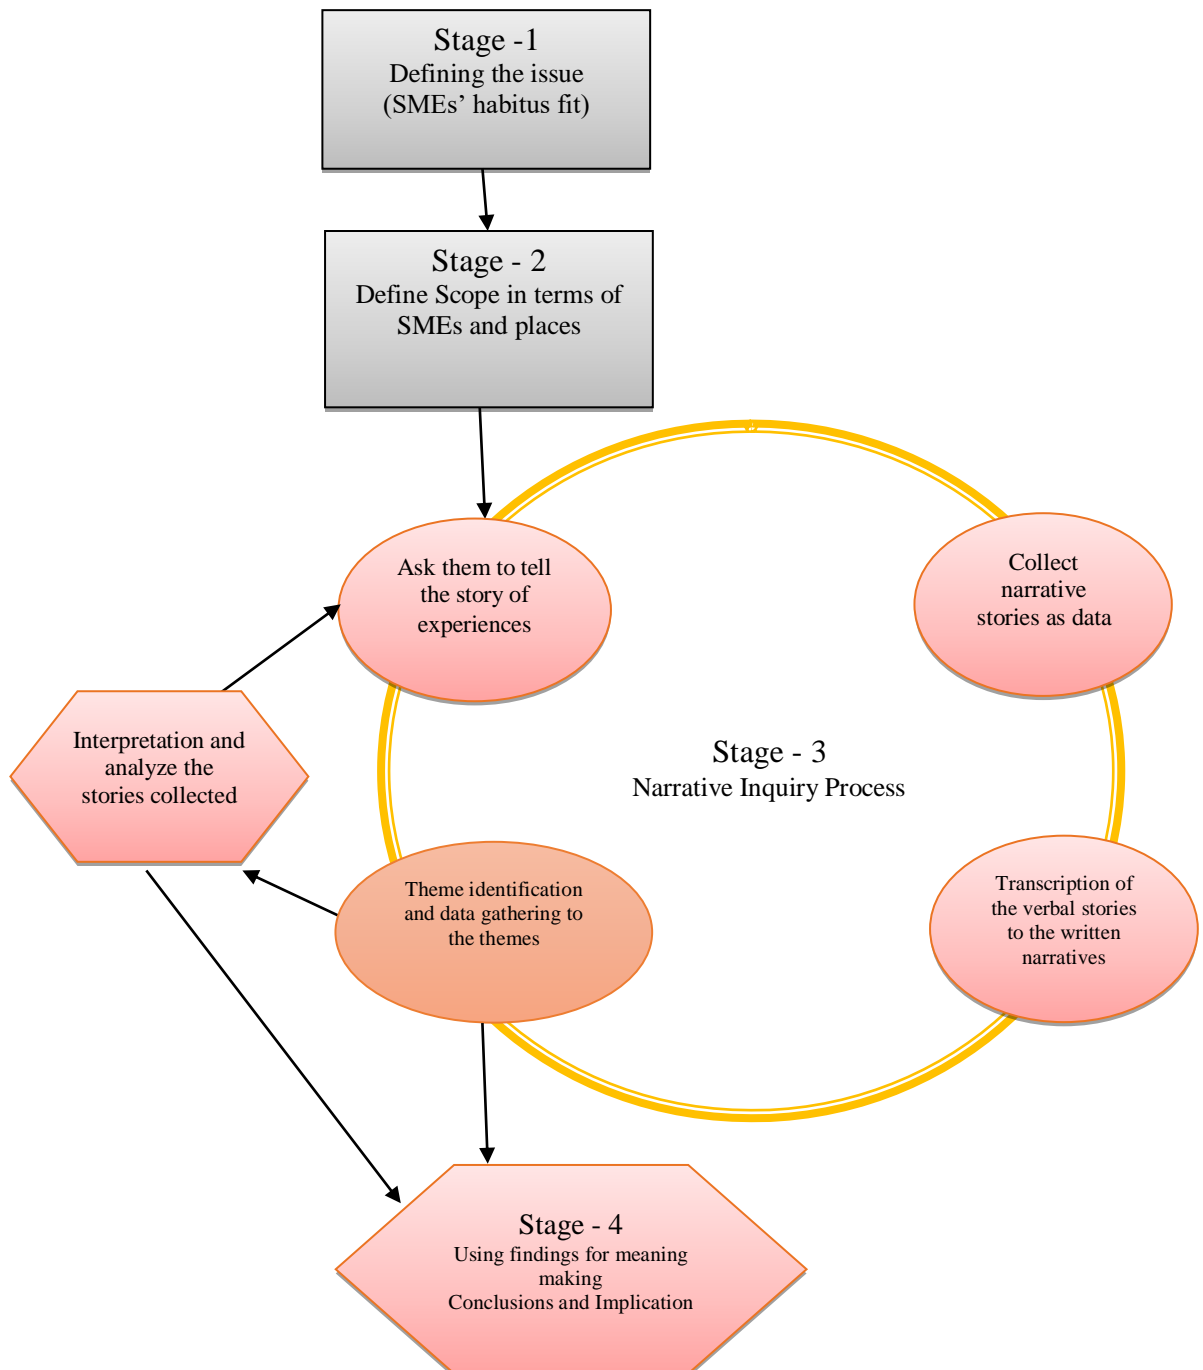 Stage -1
Defining the issue
(SMEs’ habitus fit)
Stage - 2
Define Scope in terms of
SMEs and places
Ask them to tell
the story of
experiences
Collect
narrative
stories as data
Interpretation and
analyze the
stories collected
Stage - 3
Narrative Inquiry Process
Theme identification
and data gathering to
the themes
Transcription of
the verbal stories
to the written
narratives
Stage - 4
Using findings for meaning
making
Conclusions and Implication